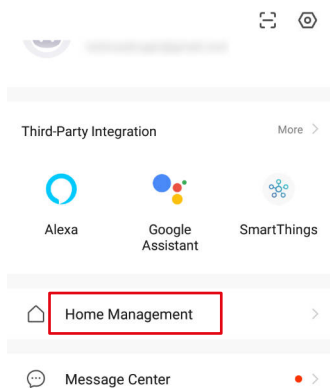 Third-Party Integration
More
Alexa
Google
Assistant
SmartThings
Home Management
Message Center